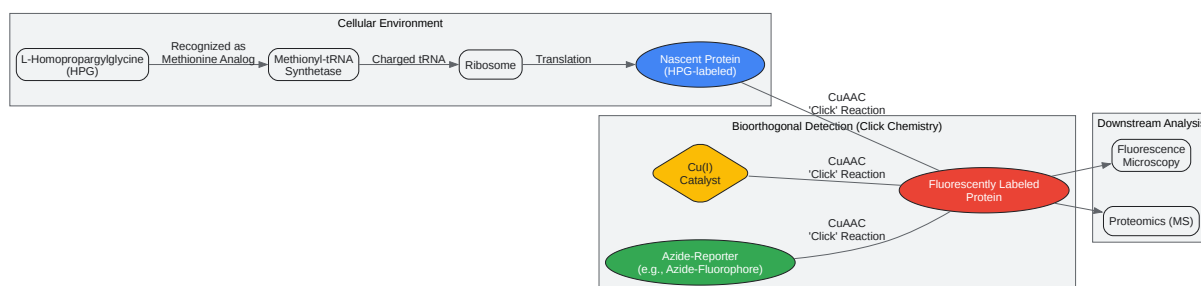 Cellular Environment
L-Homopropargylglycine
(HPG)
Recognized as
Methionine Analog
Methionyl-tRNA
Synthetase
Charged tRNA
Ribosome
Translation
Nascent Protein
(HPG-labeled)
CuAAC
'Click' Reaction
Bioorthogonal Detection (Click Chemistry)
Cu(I)
Catalyst
CuAAC
'Click' Reaction
Azide-Reporter
(e.g., Azide-Fluorophore)
CuAAC
'Click' Reaction
Fluorescently Labeled
Protein
Downstream Analysis
Fluorescence
Microscopy
Proteomics (MS)